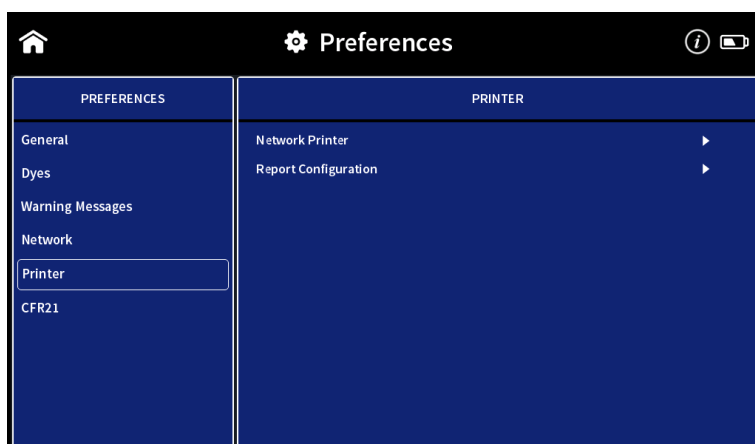 Preferences
PREFERENCES
General
Dyes
Warning Messages
Network
Printer
CFR21
PRINTER
Network Printer
Report Configuration